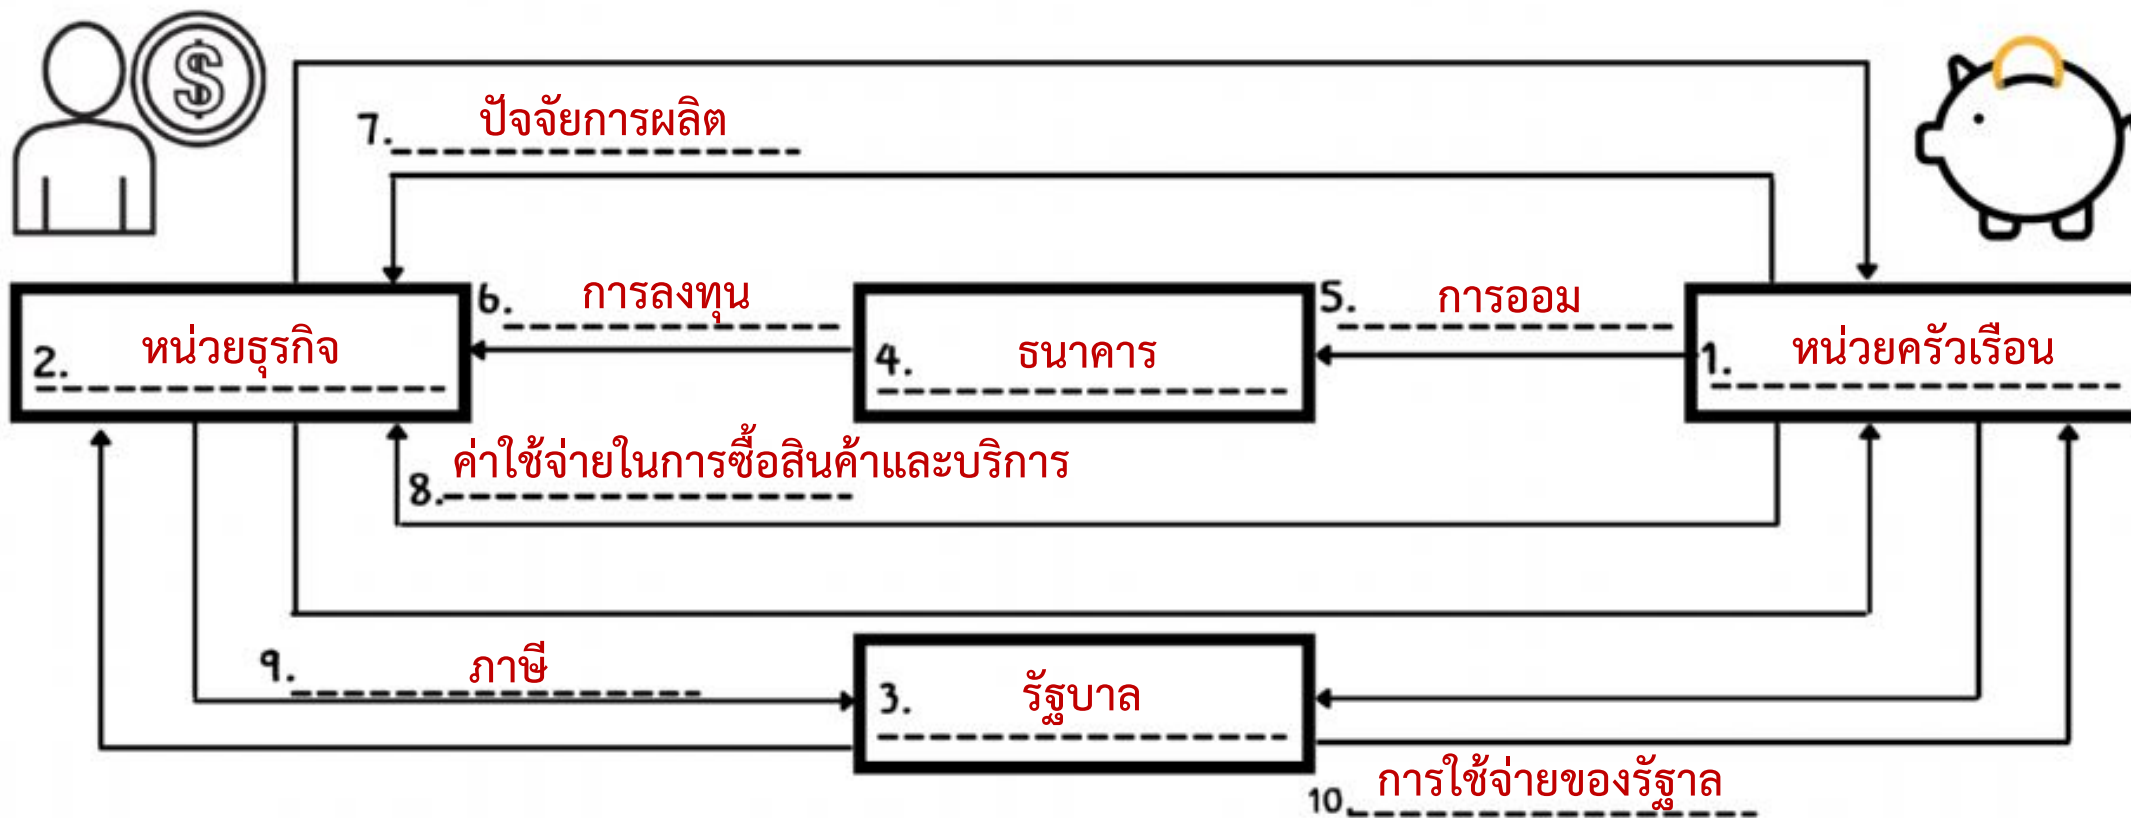 $
7. ปัจจัยการผลิต
6. การลงทุน
5. การออม
2. หน่วยธุรกิจ
4. ธนาคาร
1. หน่วยครัวเรือน
8. ค่าใช้จ่ายในการซื้อสินค้าและบริการ
9. ภาษี
3. รัฐบาล
10. การใช้จ่ายของรัฐาล